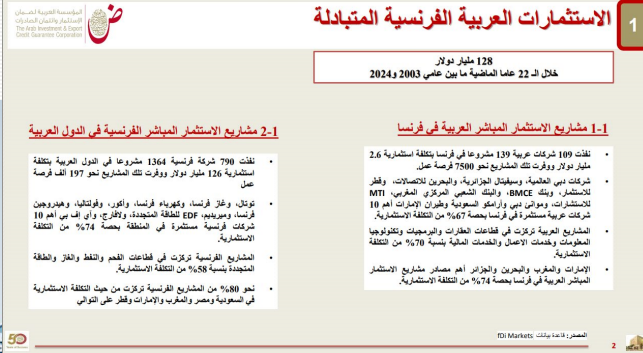 المؤسسة العربية لضمان
الاستثمار وائتمان الصادرات
The Arab Investment & Export
Credit Guarantee Corporation
الاستثمارات العربية الفرنسية المتبادلة
1
128 مليار دولار
خلال الـ 22 عاما الماضية ما بين عامي 2003 و2024
1-1 مشاريع الاستثمار المباشر العربية في فرنسا
• نفذت 109 شركات عربية 139 مشروعا في فرنسا بتكلفة استثمارية 2.6
مليار دولار ووفرت تلك المشاريع نحو 7500 فرصة عمل.
• شركات دبي العالمية، وسيفيتال الجزائرية، والبحرين للاتصالات، وقطر
للاستثمار، وبنك BMCE، والبنك الشعبي المركزي المغربي، MTI
للاستشارات، وموانئ دبي وأرامكو السعودية وطيران الإمارات أهم 10
شركات عربية مستثمرة في فرنسا بحصة 67% من التكلفة الاستثمارية.
• المشاريع العربية تركزت في قطاعات العقارات والبرمجيات وتكنولوجيا
المعلومات وخدمات الاعمال والخدمات المالية بنسبة 70% من التكلفة
الاستثمارية.
• الإمارات والمغرب والبحرين والجزائر أهم مصادر مشاريع الاستثمار
المباشر العربي في فرنسا بحصة 74% من التكلفة الاستثمارية.
2-1 مشاريع الاستثمار المباشر الفرنسية في الدول العربية
• نفذت 790 شركة فرنسية 1364 مشروعا في الدول العربية بتكلفة
استثمارية 126 مليار دولار ووفرت تلك المشاريع نحو 197 ألف فرصة
عمل
• توتال، وغاز فرنسا، وكهرباء فرنسا، وأكور، وفولتاليا، وهيدروجين
فرنسا، وميريديم، EDF للطاقة المتجددة، ولافارج، وأي إف بي أهم 10
شركات فرنسية مستثمرة في المنطقة بحصة 74% من التكلفة
الاستثمارية.
• المشاريع الفرنسية تركزت في قطاعات الفحم والنفط والغاز والطاقة
المتجددة بنسبة 58% من التكلفة الاستثمارية.
• نحو 80% من المشاريع الفرنسية تركزت من حيث التكلفة الاستثمارية
في السعودية ومصر والمغرب والإمارات وقطر على التوالي
المصدر: قاعدة بيانات fDi Markets
2
50